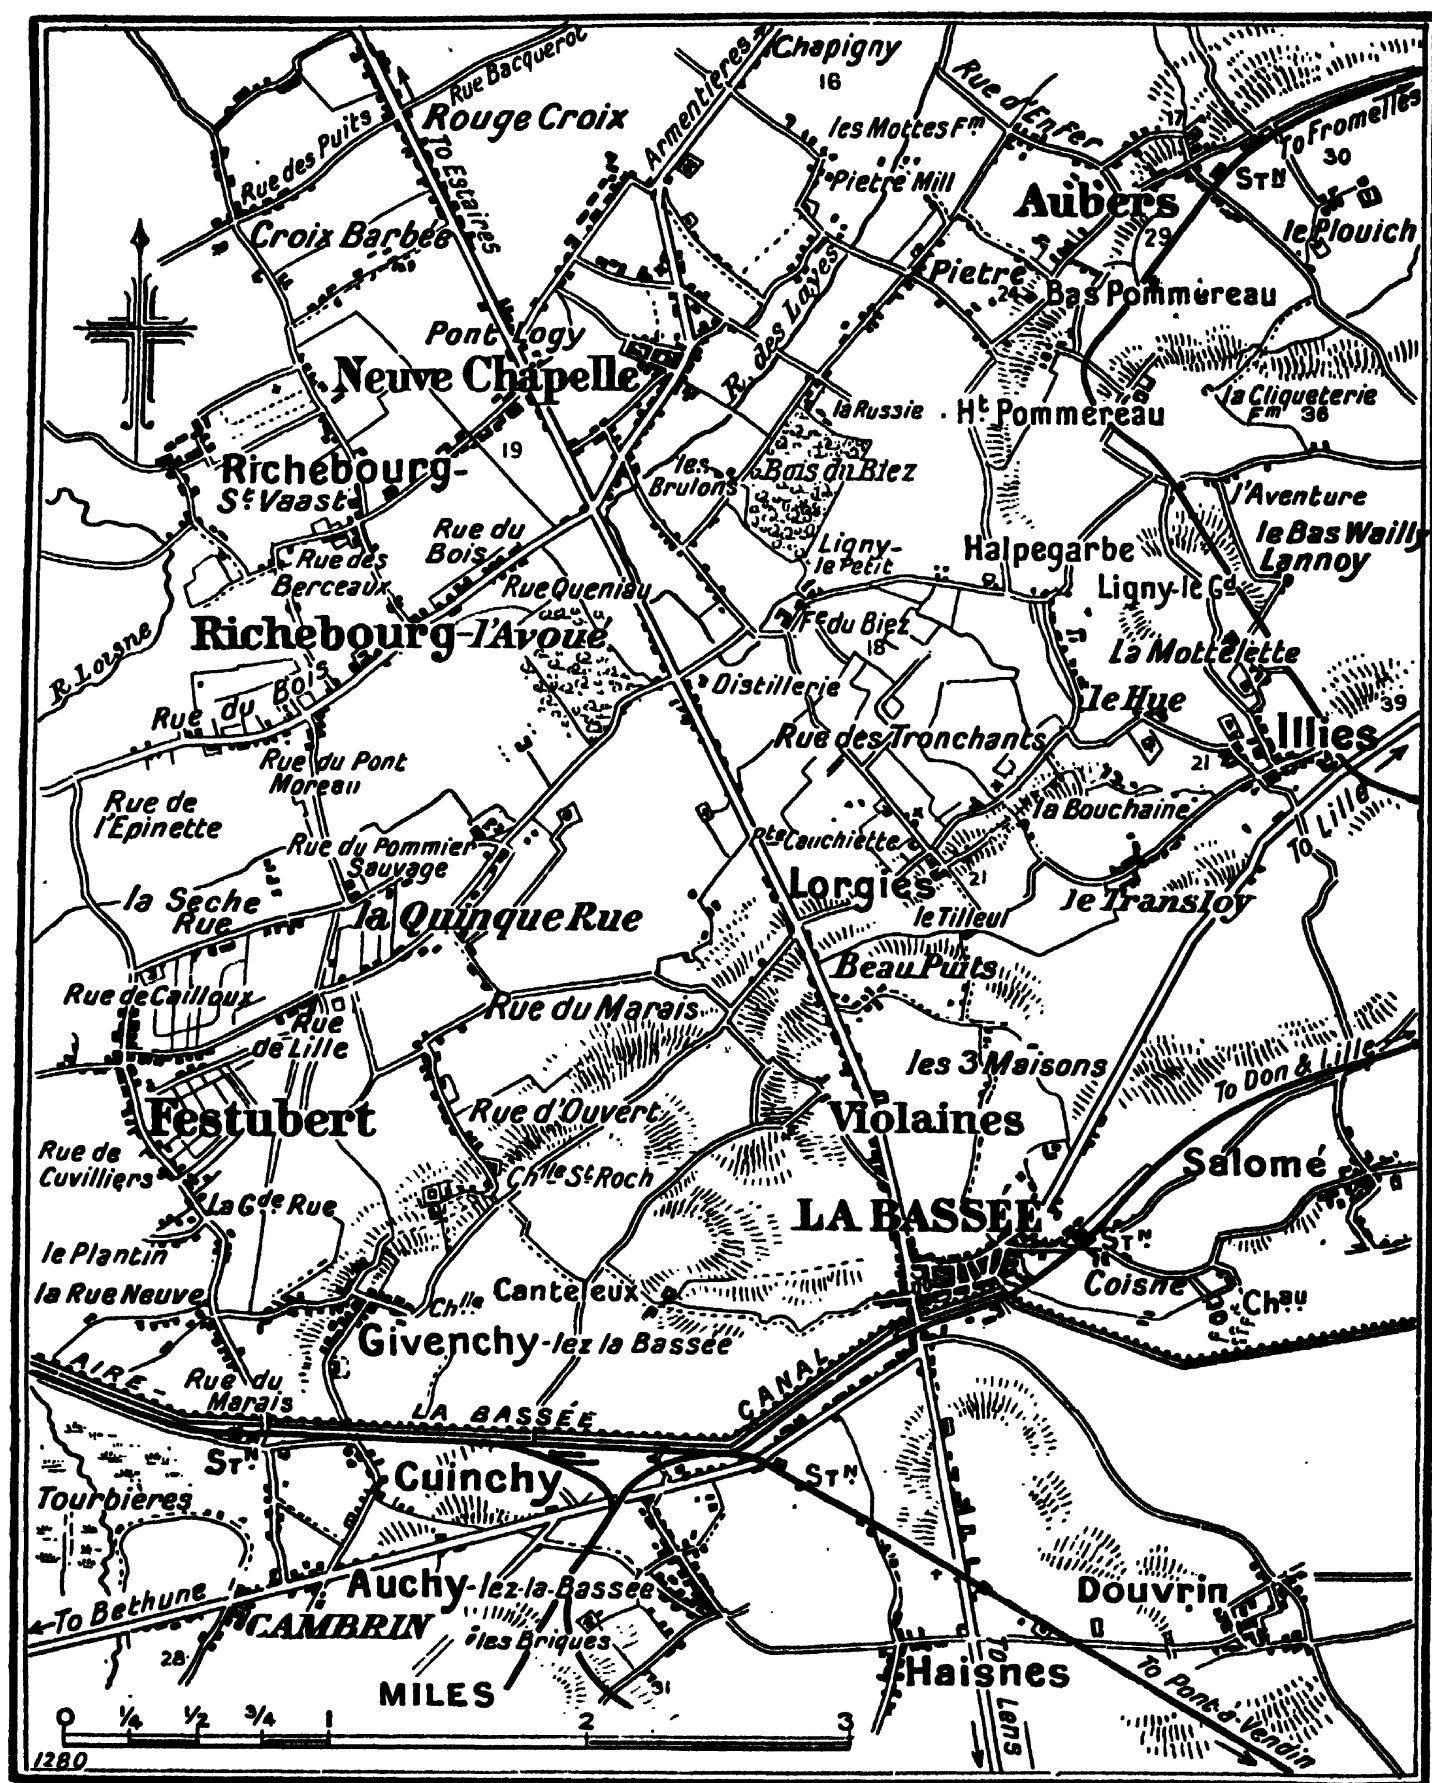 Chapigny
16
Rue Bacquerot
Armentières
Rue d'Enfer
Rouge Croix
les Mottes Fm
17
To Fromelles
30
Rue des Puits
To Estaires
Pietre Mill
STN
Aubers
Croix Barbée
29
le Plouich
Pietre
24
Bas Pommereau
Pont Logy
R. des Layes
Neuve Chapelle
la Russie
Ht Pommereau
la Cliqueterie
Fm 36
19
Richebourg-
St Vaast
les
Brulons
Bois du Biez
l'Aventure
Rue du
Bois
Ligny-
le Petit
Halpegarbe
le Bas Wailly
Lannoy
Rue des
Berceaux
Rue Queniau
Ligny-le Gd
Richebourg-l'Avoué
Fe du Biez
18
R. Loisne
La Mottelette
Rue du Bois
Distillerie
le Hue
39
Rue des Tronchants
Illies
Rue du Pont
Moreau
21
Rue de
l'Epinette
la Bouchaine
To Lille
Rue du Pommier
Sauvage
Pte Cauchiette
Lorgies
21
la Seche
Rue
la Quinque Rue
le Tilleul
le Transloy
Beau Puits
Rue de Cailloux
Rue du Marais
Rue
de Lille
les 3 Maisons
To Don & Lille
Festubert
Rue d'Ouvert
Violaines
Rue de
Cuvilliers
Chlle St Roch
Salomé
La Gde Rue
LA BASSÉE
le Plantin
STN
la Rue Neuve
Chlle
Canteleux
Coisne
Chau
Givenchy-lez la Bassée
AIRE-
LA BASSÉE
CANAL
Rue du
Marais
STN
Cuinchy
STN
Tourbières
To Bethune
Auchy-lez-la-Bassée
Douvrin
CAMBRIN
les Briques
28
Haisnes
To Lens
To Pont-à-Vendin
31
MILES
0 1/4 1/2 3/4 1 2 3
1280